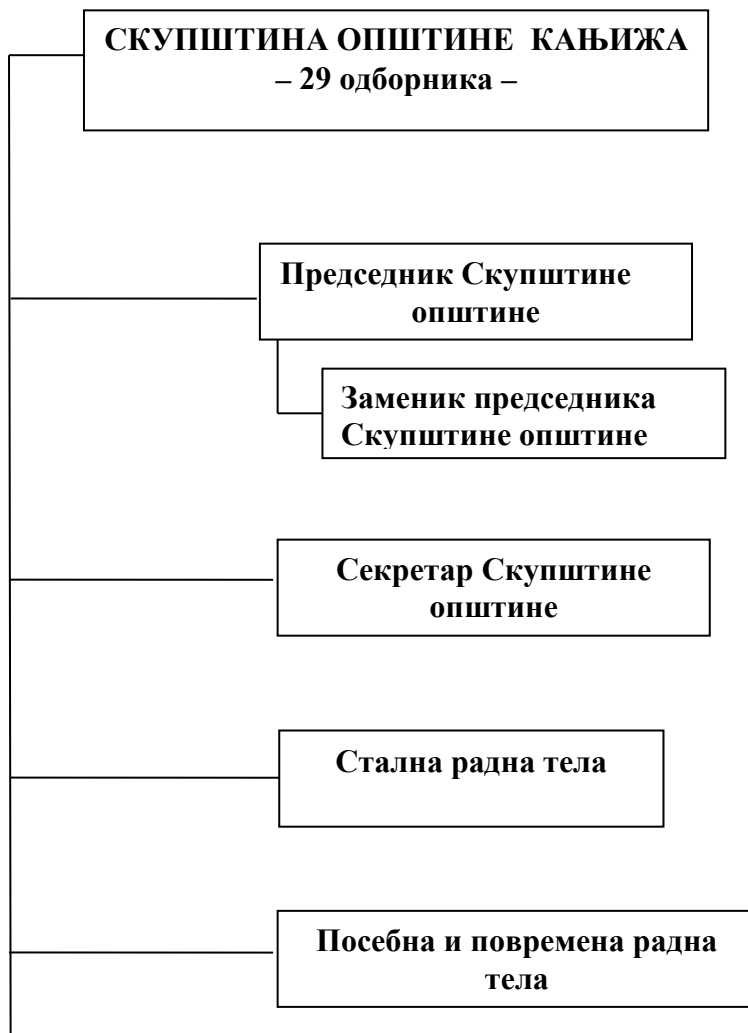 СКУПШТИНА ОПШТИНЕ КАЊИЖА
– 29 одборника –
Председник Скупштине
општине
Заменик председника
Скупштине општине
Секретар Скупштине
општине
Стална радна тела
Посебна и повремена радна
тела